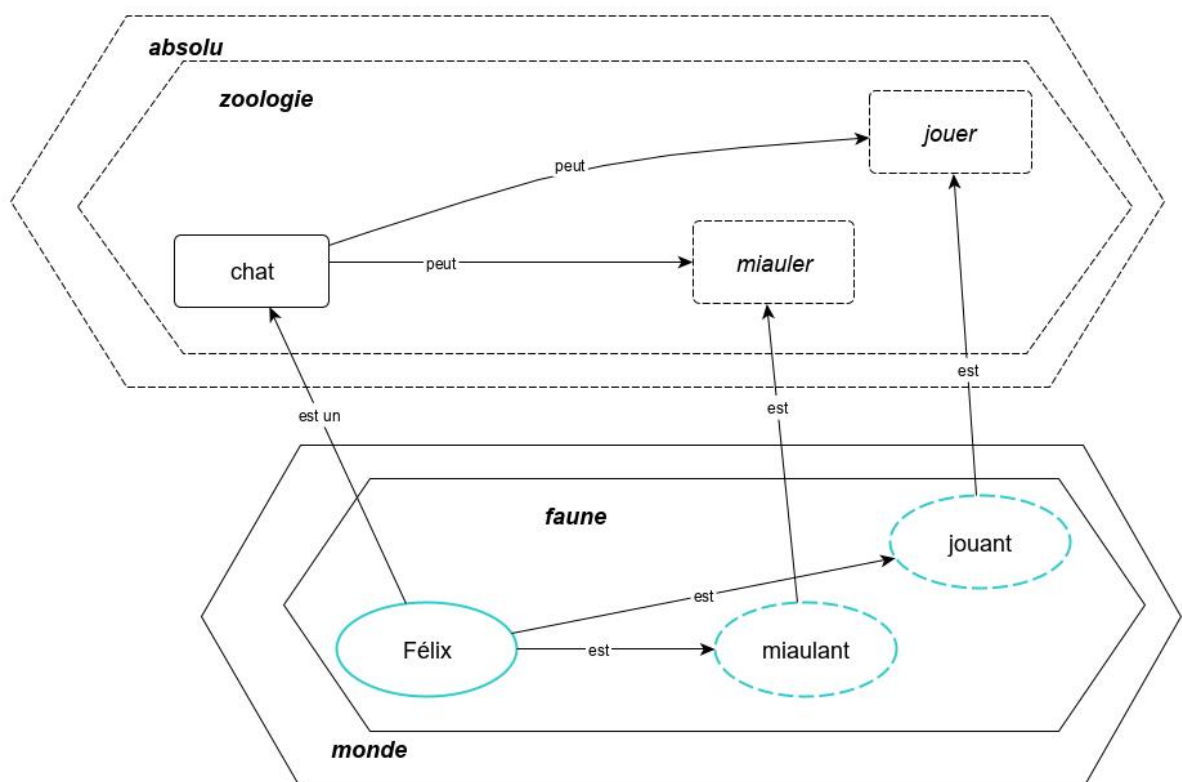 absolu
zoologie
jouer
peut
chat
peut
miauler
est
est un
est
faune
jouant
est
Félix
est
miaulant
monde